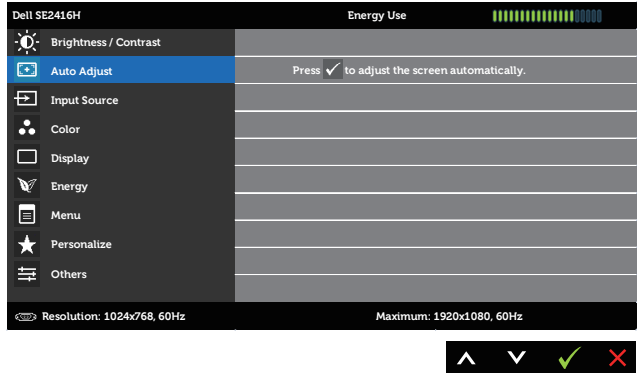 Dell SE2416H Energy Use
Brightness / Contrast
Auto Adjust Press ✓ to adjust the screen automatically.
Input Source
Color
Display
Energy
Menu
Personalize
Others
Resolution: 1024x768, 60Hz Maximum: 1920x1080, 60Hz